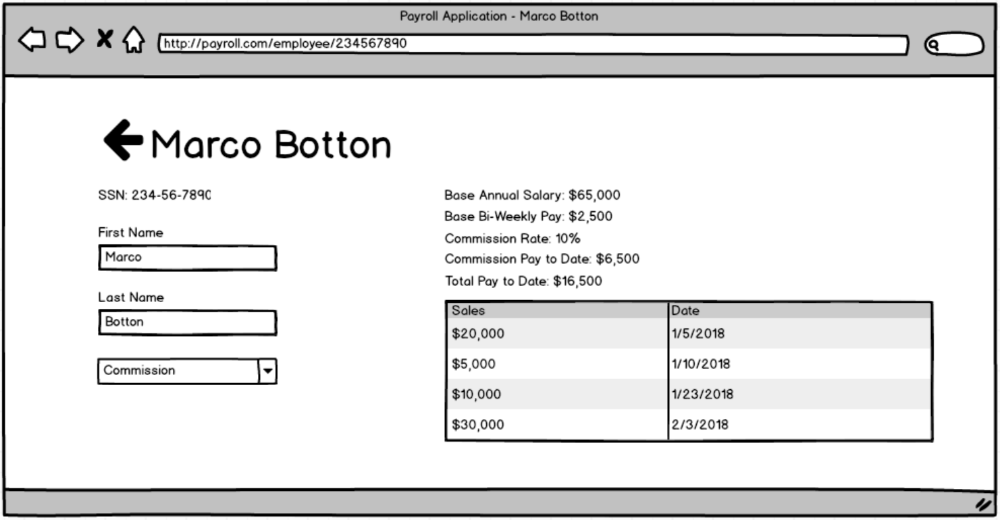 Payroll Application - Marco Botton
http://payroll.com/employee/234567890
Marco Botton
SSN: 234-56-7890
First Name
Marco
Last Name
Botton
Commission
Base Annual Salary: $65,000
Base Bi-Weekly Pay: $2,500
Commission Rate: 10%
Commission Pay to Date: $6,500
Total Pay to Date: $16,500
Sales Date
$20,000 1/5/2018
$5,000 1/10/2018
$10,000 1/23/2018
$30,000 2/3/2018